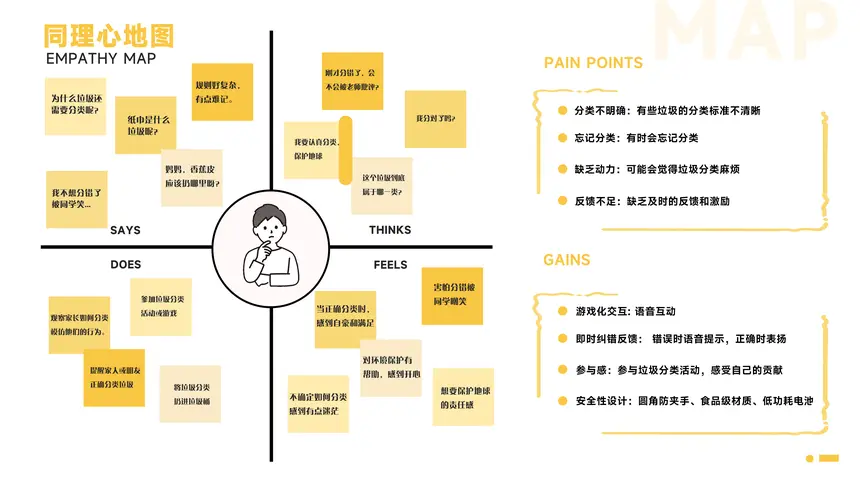 同理心地图
EMPATHY MAP
MAP
为什么垃圾还
需要分类呢？
纸巾是什么
垃圾呢？
规则好复杂，
有点难记。
妈妈，香蕉皮
应该扔哪里呀？
我不想分错了
被同学笑...
SAYS
刚才分错了，会
不会被老师批评？
我分对了吗？
我要认真分类，
保护地球
这个垃圾到底
属于哪一类？
THINKS
DOES
观察家长如何分类
模仿他们的行为。
参加垃圾分类
活动或游戏
提醒家人或朋友
正确分类垃圾
将垃圾分类
扔进垃圾桶
FEELS
当正确分类时，
感到自豪和满足
害怕分错被
同学嘲笑
对环境保护有
帮助，感到开心
不确定如何分类
感到有点迷茫
想要保护地球
的责任感
PAIN POINTS
分类不明确：有些垃圾的分类标准不清晰
忘记分类：有时会忘记分类
缺乏动力：可能会觉得垃圾分类麻烦
反馈不足：缺乏及时的反馈和激励
GAINS
游戏化交互：语音互动
即时纠错反馈： 错误时语音提示，正确时表扬
参与感：参与垃圾分类活动，感受自己的贡献
安全性设计：圆角防夹手、食品级材质、低功耗电池